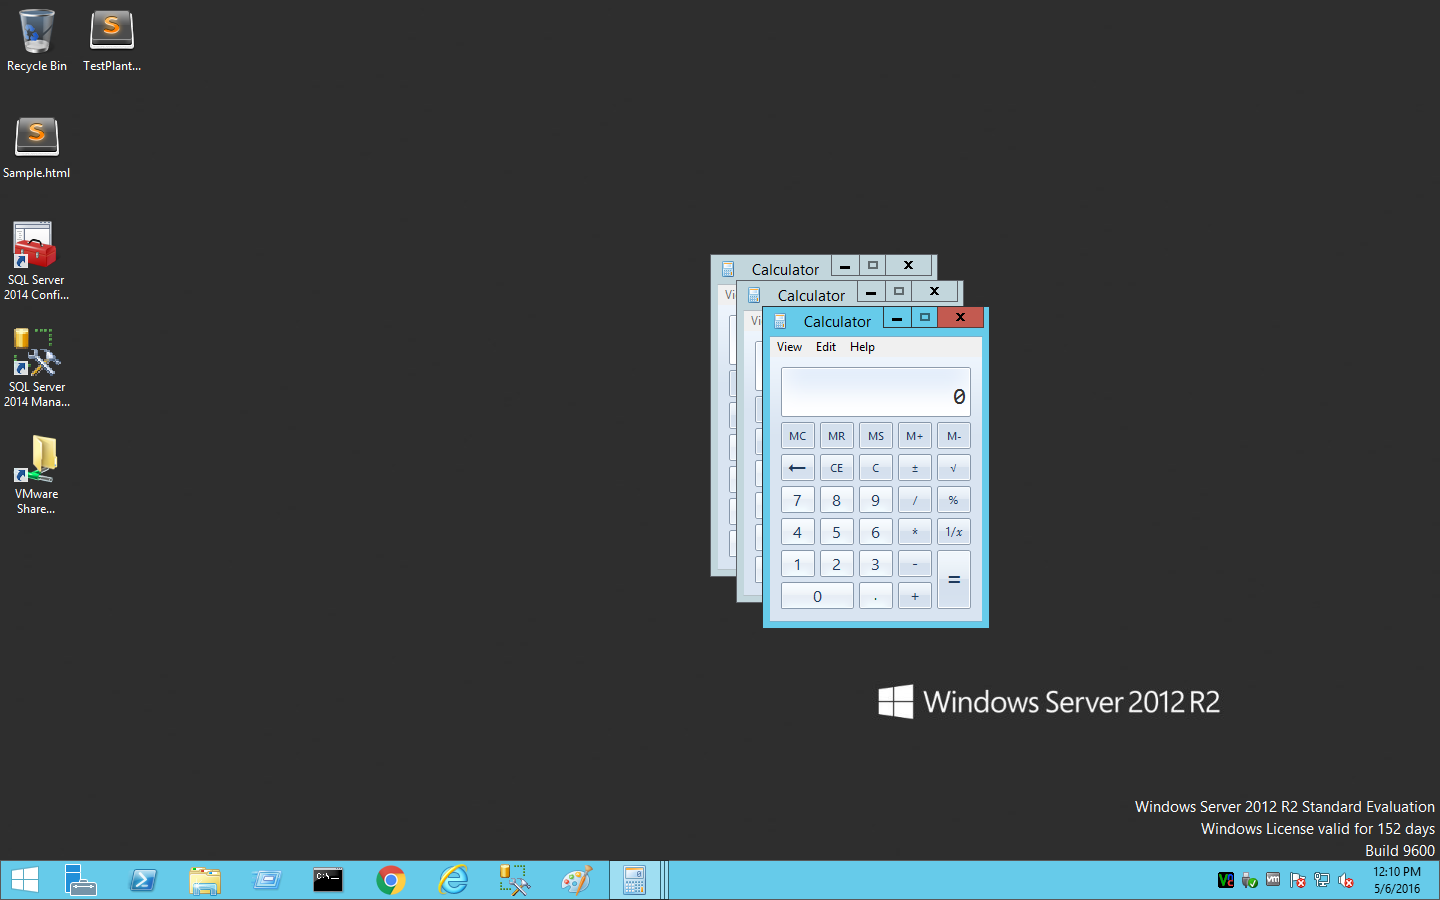 Recycle Bin
TestPlant...
Sample.html
SQL Server
2014 Confi...
SQL Server
2014 Mana...
VMware
Share...
Calculator
Vi
Calculator
Vi
Calculator
View Edit Help
0
MC MR MS M+ M-
← CE C ± √
7 8 9 / %
4 5 6 * 1/x
1 2 3 - =
0 . +
Windows Server 2012 R2
Windows Server 2012 R2 Standard Evaluation
Windows License valid for 152 days
Build 9600
C:\_
vm
12:10 PM
5/6/2016